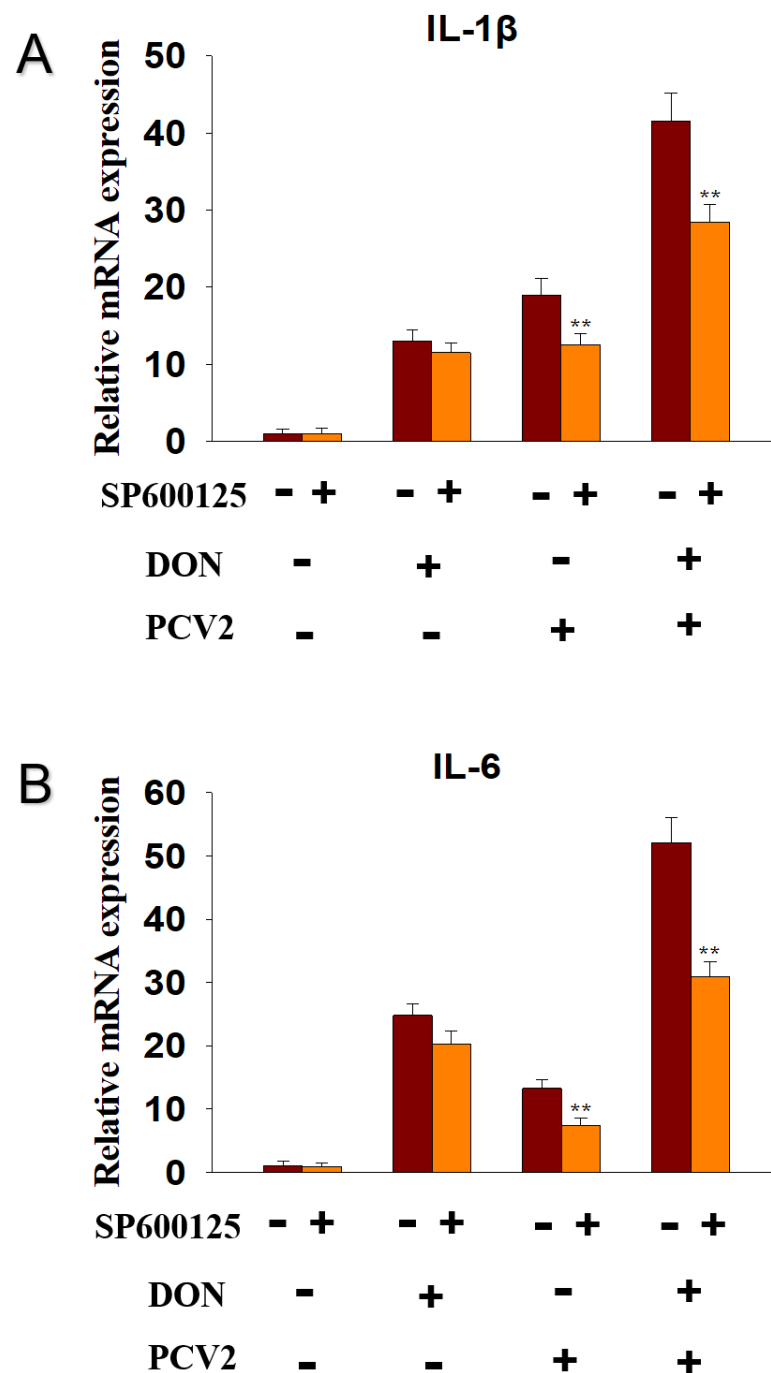 A
IL-1β
Relative mRNA expression
50
40
30
20
10
0
**
**
SP600125 - + - + - + - +
DON - + - +
PCV2 - - + +
B
IL-6
Relative mRNA expression
60
50
40
30
20
10
0
**
**
SP600125 - + - + - + - +
DON - + - +
PCV2 - - + +